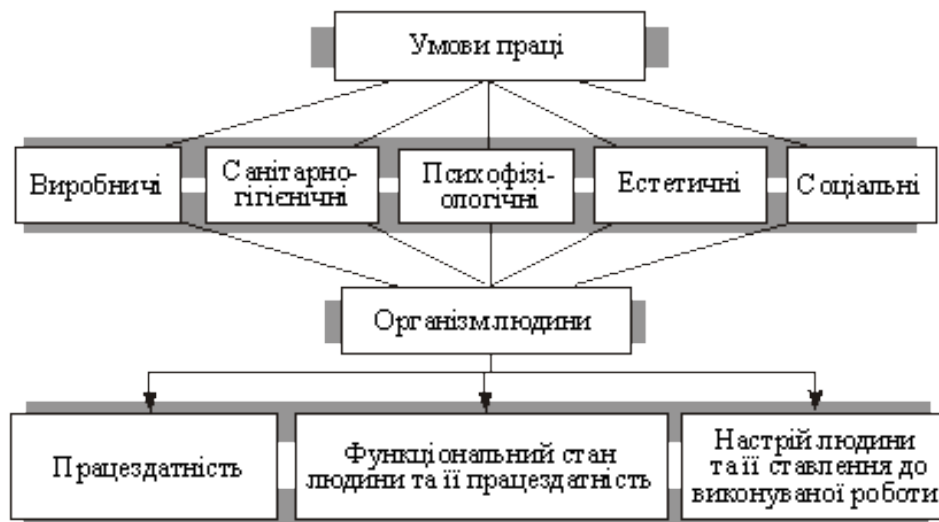 Умови праці
Виробничі
Санітарно-
гігієнічні
Психофізі-
ологічні
Естетичні
Соціальні
Організм людини
Працездатність
Функціональний стан
людини та її працездатність
Настрій людини
та її ставлення до
виконуваної роботи